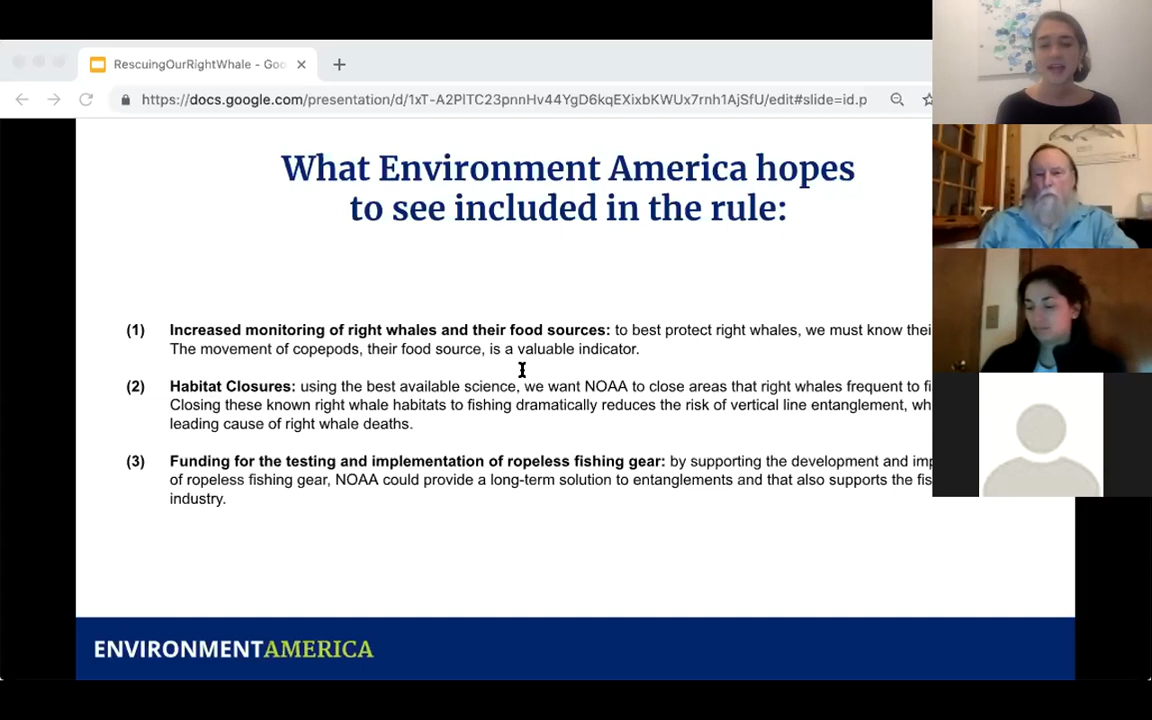 RescuingOurRightWhale - Goo
https://docs.google.com/presentation/d/1xT-A2PITC23pnnHv44YgD6kqEXixbKWUx7rnh1AjSfU/edit#slide=id.p
What Environment America hopes
to see included in the rule:
(1) Increased monitoring of right whales and their food sources: to best protect right whales, we must know thei
The movement of copepods, their food source, is a valuable indicator.
(2) Habitat Closures: using the best available science, we want NOAA to close areas that right whales frequent to fi
Closing these known right whale habitats to fishing dramatically reduces the risk of vertical line entanglement, wh
leading cause of right whale deaths.
(3) Funding for the testing and implementation of ropeless fishing gear: by supporting the development and imp
of ropeless fishing gear, NOAA could provide a long-term solution to entanglements and that also supports the fis
industry.
ENVIRONMENTAMERICA